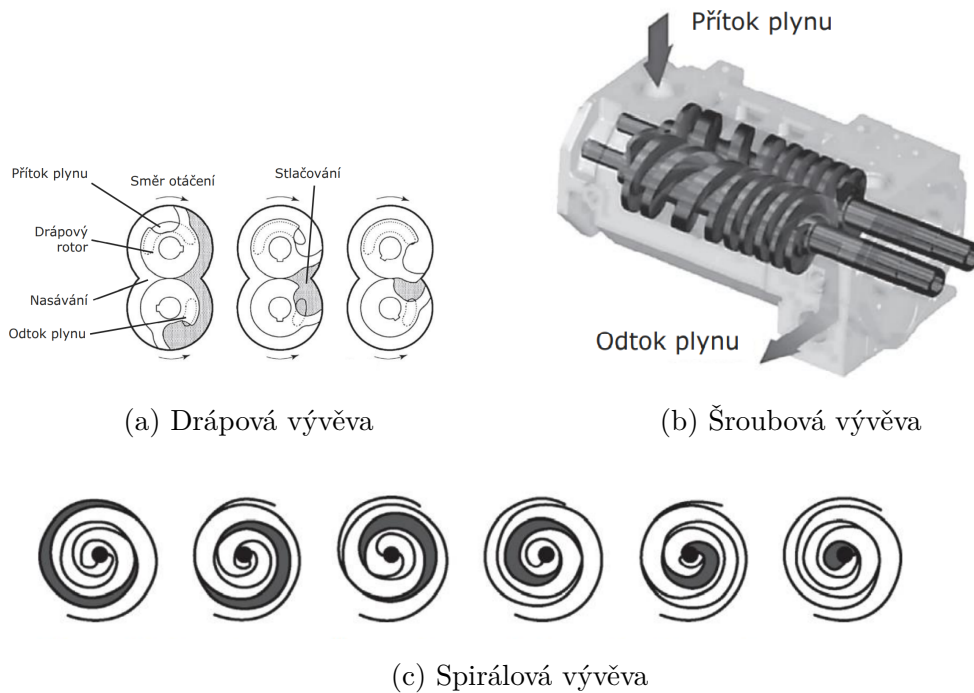 Přítok plynu
Směr otáčení
Stlačování
Drápový
rotor
Nasávání
Odtok plynu
(a) Drápová vývěva
Přítok plynu
Odtok plynu
(b) Šroubová vývěva
(c) Spirálová vývěva